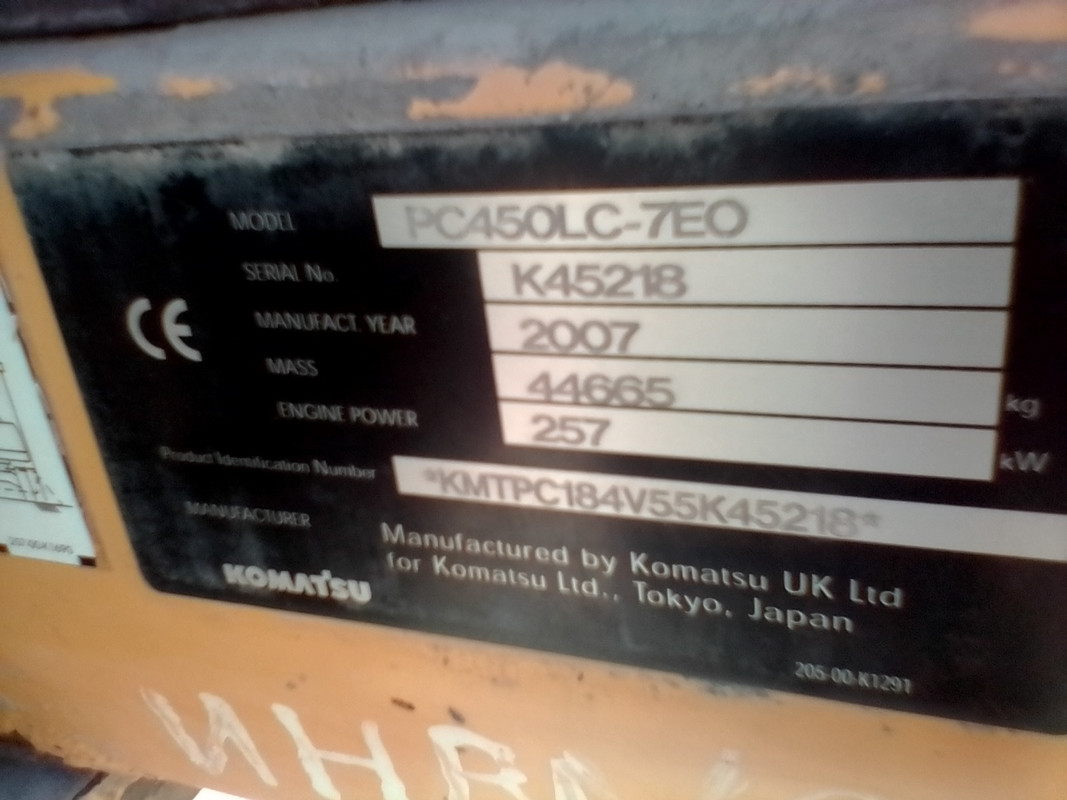 MODEL PC450LC-7EO
SERIAL No. K45218
MANUFACT. YEAR 2007
MASS 44665 kg
ENGINE POWER 257 kW
Product Identification Number *KMTPC184V55K45218*
MANUFACTURER
Manufactured by Komatsu UK Ltd
for Komatsu Ltd., Tokyo, Japan
KOMATSU
205-00-K1291
CE